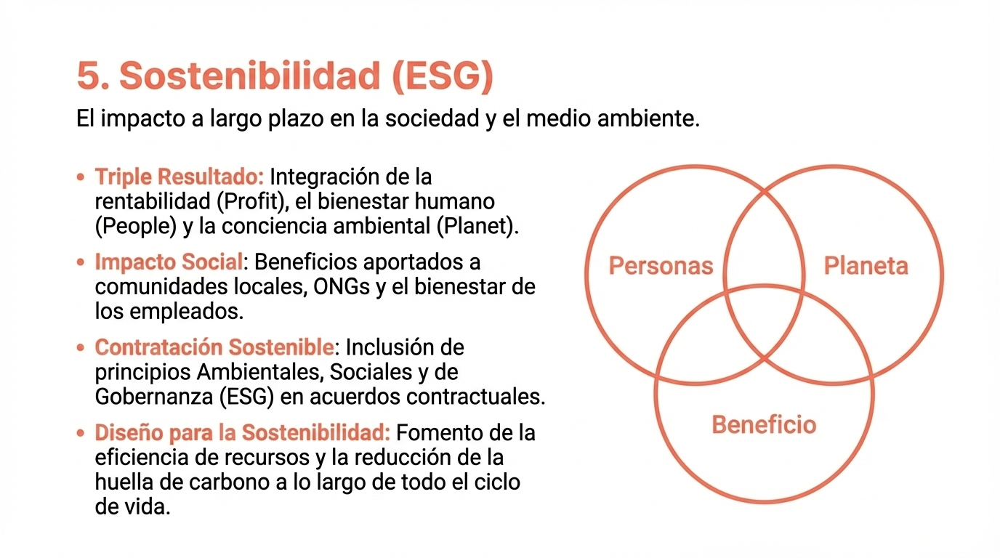 5. Sostenibilidad (ESG)
El impacto a largo plazo en la sociedad y el medio ambiente.
• Triple Resultado: Integración de la
rentabilidad (Profit), el bienestar humano
(People) y la conciencia ambiental (Planet).
• Impacto Social: Beneficios aportados a
comunidades locales, ONGs y el bienestar de
los empleados.
• Contratación Sostenible: Inclusión de
principios Ambientales, Sociales y de
Gobernanza (ESG) en acuerdos contractuales.
• Diseño para la Sostenibilidad: Fomento de la
eficiencia de recursos y la reducción de la
huella de carbono a lo largo de todo el ciclo
de vida.
Personas
Planeta
Beneficio